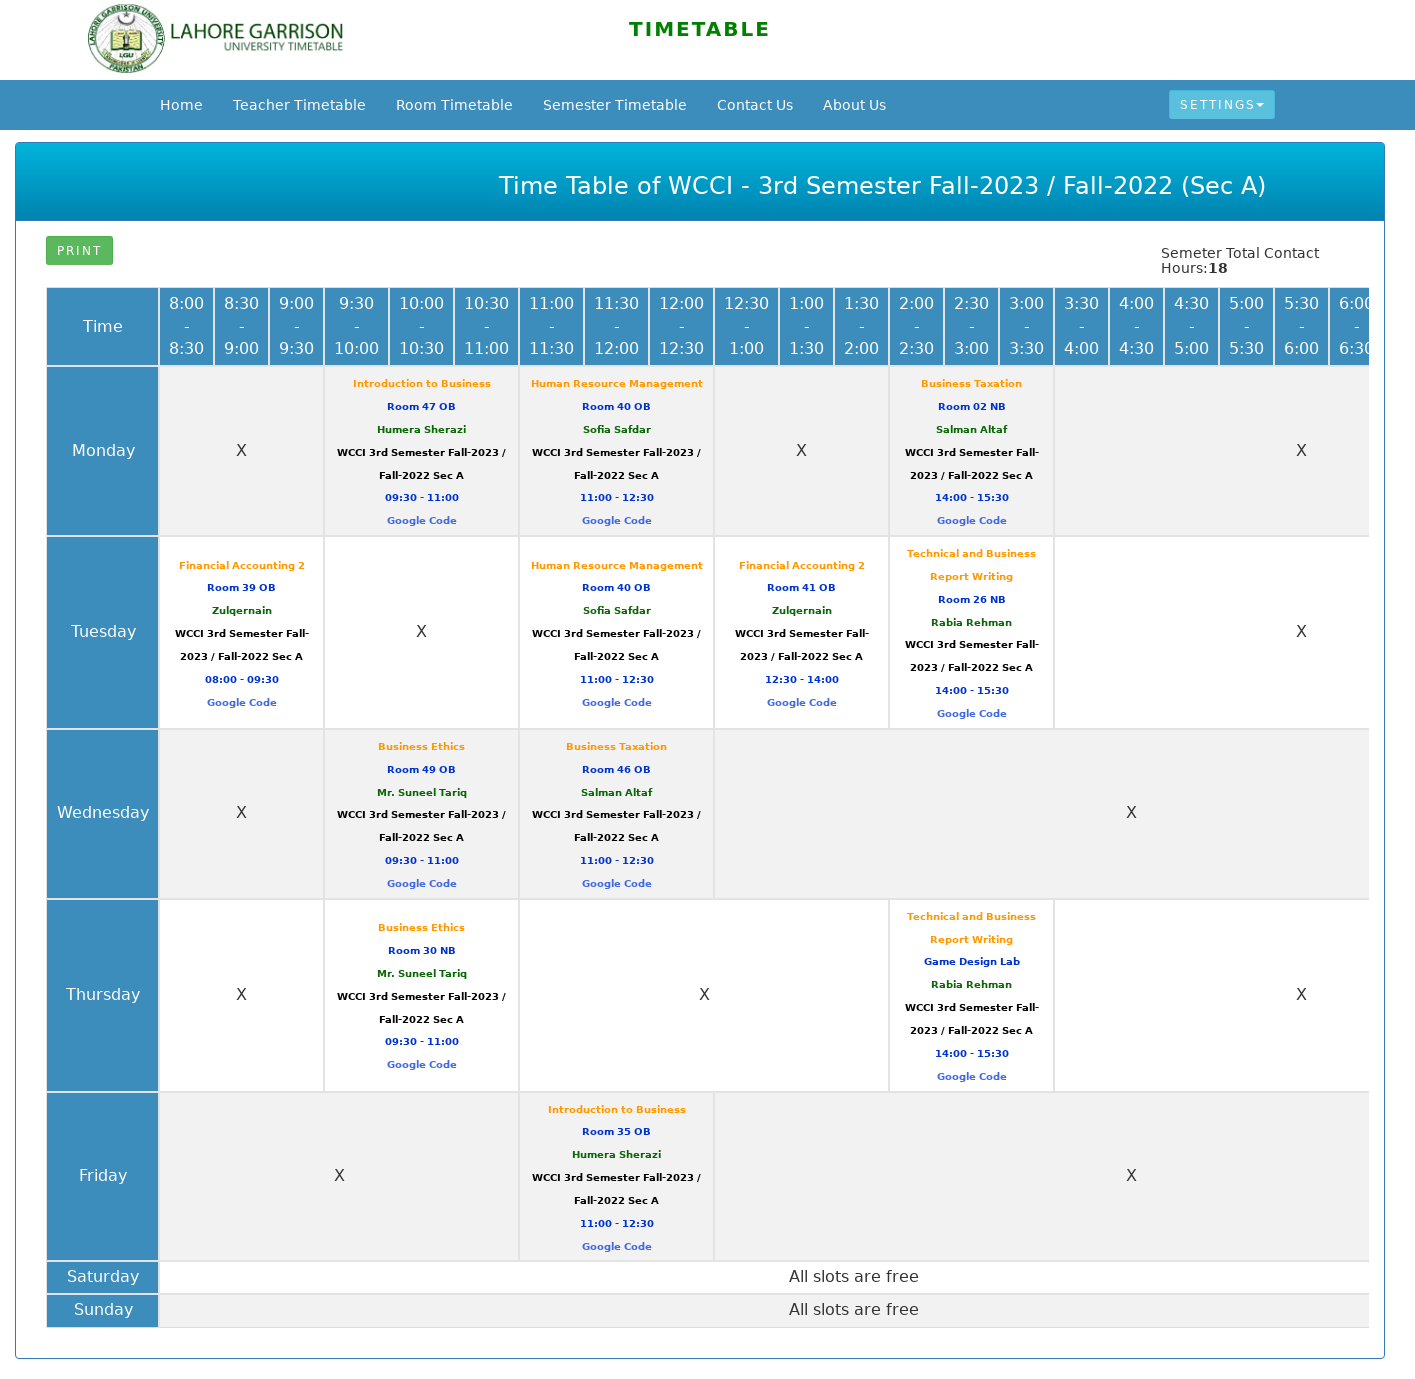 LAHORE GARRISON
UNIVERSITY TIMETABLE
TIMETABLE
Home
Teacher Timetable
Room Timetable
Semester Timetable
Contact Us
About Us
SETTINGS
Time Table of WCCI - 3rd Semester Fall-2023 / Fall-2022 (Sec A)
PRINT
Semeter Total Contact
Hours:18
Time
8:00
-
8:30
8:30
-
9:00
9:00
-
9:30
9:30
-
10:00
10:00
-
10:30
10:30
-
11:00
11:00
-
11:30
11:30
-
12:00
12:00
-
12:30
12:30
-
1:00
1:00
-
1:30
1:30
-
2:00
2:00
-
2:30
2:30
-
3:00
3:00
-
3:30
3:30
-
4:00
4:00
-
4:30
4:30
-
5:00
5:00
-
5:30
5:30
-
6:00
6:00
-
6:30
Monday
X
Introduction to Business
Room 47 OB
Humera Sherazi
WCCI 3rd Semester Fall-2023 /
Fall-2022 Sec A
09:30 - 11:00
Google Code
Human Resource Management
Room 40 OB
Sofia Safdar
WCCI 3rd Semester Fall-2023 /
Fall-2022 Sec A
11:00 - 12:30
Google Code
X
Business Taxation
Room 02 NB
Salman Altaf
WCCI 3rd Semester Fall-
2023 / Fall-2022 Sec A
14:00 - 15:30
Google Code
X
Tuesday
Financial Accounting 2
Room 39 OB
Zulqernain
WCCI 3rd Semester Fall-
2023 / Fall-2022 Sec A
08:00 - 09:30
Google Code
X
Human Resource Management
Room 40 OB
Sofia Safdar
WCCI 3rd Semester Fall-2023 /
Fall-2022 Sec A
11:00 - 12:30
Google Code
Financial Accounting 2
Room 41 OB
Zulqernain
WCCI 3rd Semester Fall-
2023 / Fall-2022 Sec A
12:30 - 14:00
Google Code
Technical and Business
Report Writing
Room 26 NB
Rabia Rehman
WCCI 3rd Semester Fall-
2023 / Fall-2022 Sec A
14:00 - 15:30
Google Code
X
Wednesday
X
Business Ethics
Room 49 OB
Mr. Suneel Tariq
WCCI 3rd Semester Fall-2023 /
Fall-2022 Sec A
09:30 - 11:00
Google Code
Business Taxation
Room 46 OB
Salman Altaf
WCCI 3rd Semester Fall-2023 /
Fall-2022 Sec A
11:00 - 12:30
Google Code
X
Thursday
X
Business Ethics
Room 30 NB
Mr. Suneel Tariq
WCCI 3rd Semester Fall-2023 /
Fall-2022 Sec A
09:30 - 11:00
Google Code
X
Technical and Business
Report Writing
Game Design Lab
Rabia Rehman
WCCI 3rd Semester Fall-
2023 / Fall-2022 Sec A
14:00 - 15:30
Google Code
X
Friday
X
Introduction to Business
Room 35 OB
Humera Sherazi
WCCI 3rd Semester Fall-2023 /
Fall-2022 Sec A
11:00 - 12:30
Google Code
X
Saturday
All slots are free
Sunday
All slots are free